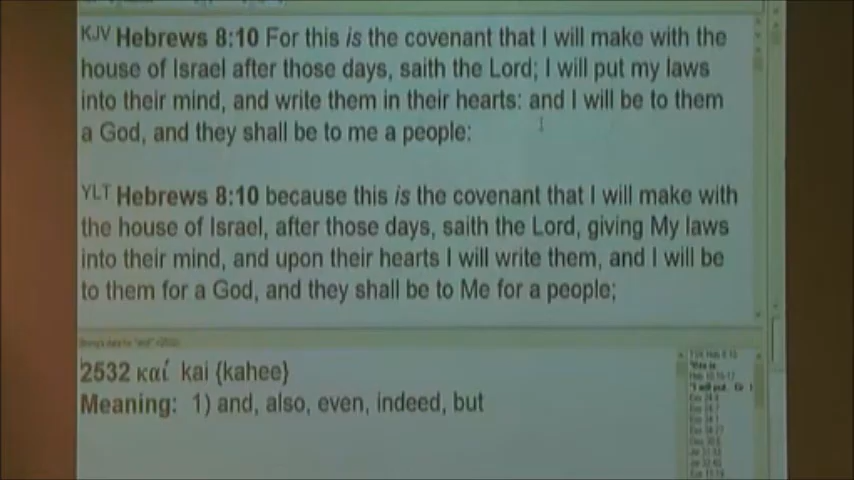 KJV Hebrews 8:10 For this is the covenant that I will make with the
house of Israel after those days, saith the Lord; I will put my laws
into their mind, and write them in their hearts: and I will be to them
a God, and they shall be to me a people:
YLT Hebrews 8:10 because this is the covenant that I will make with
the house of Israel, after those days, saith the Lord, giving My laws
into their mind, and upon their hearts I will write them, and I will be
to them for a God, and they shall be to Me for a people;
2532 καί kai {kahee}
Meaning: 1) and, also, even, indeed, but